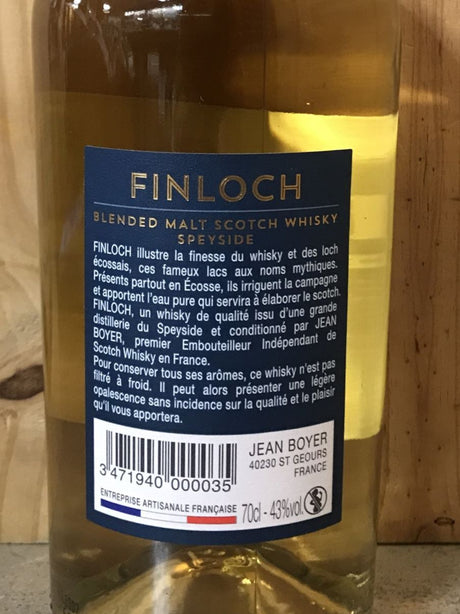 FINLOCH
BLENDED MALT SCOTCH WHISKY
SPEYSIDE
FINLOCH illustre la finesse du whisky et des loch
écossais, ces fameux lacs aux noms mythiques.
Présents partout en Écosse, ils irriguent la campagne
et apportent l'eau pure qui servira à élaborer le scotch.
FINLOCH, un whisky de qualité issu d'une grande
distillerie du Speyside et conditionné par JEAN
BOYER, premier Embouteilleur Indépendant de
Scotch Whisky en France.
Pour conserver tous ses arômes, ce whisky n'est pas
filtré à froid. Il peut alors présenter une légère
opalescence sans incidence sur la qualité et le plaisir
qu'il vous apportera.
3 471940 000035
JEAN BOYER
40230 ST GEOURS
FRANCE
ENTREPRISE ARTISANALE FRANÇAISE
70cl - 43%vol.